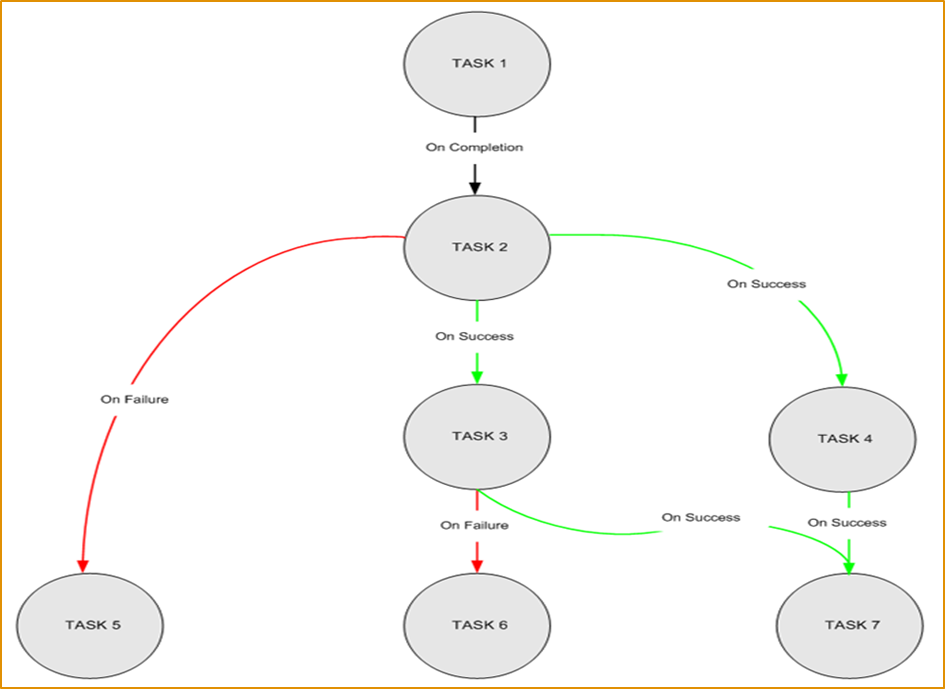 TASK 1
On Completion
TASK 2
On Success
On Success
On Failure
TASK 3
TASK 4
On Failure
On Success
On Success
TASK 5
TASK 6
TASK 7